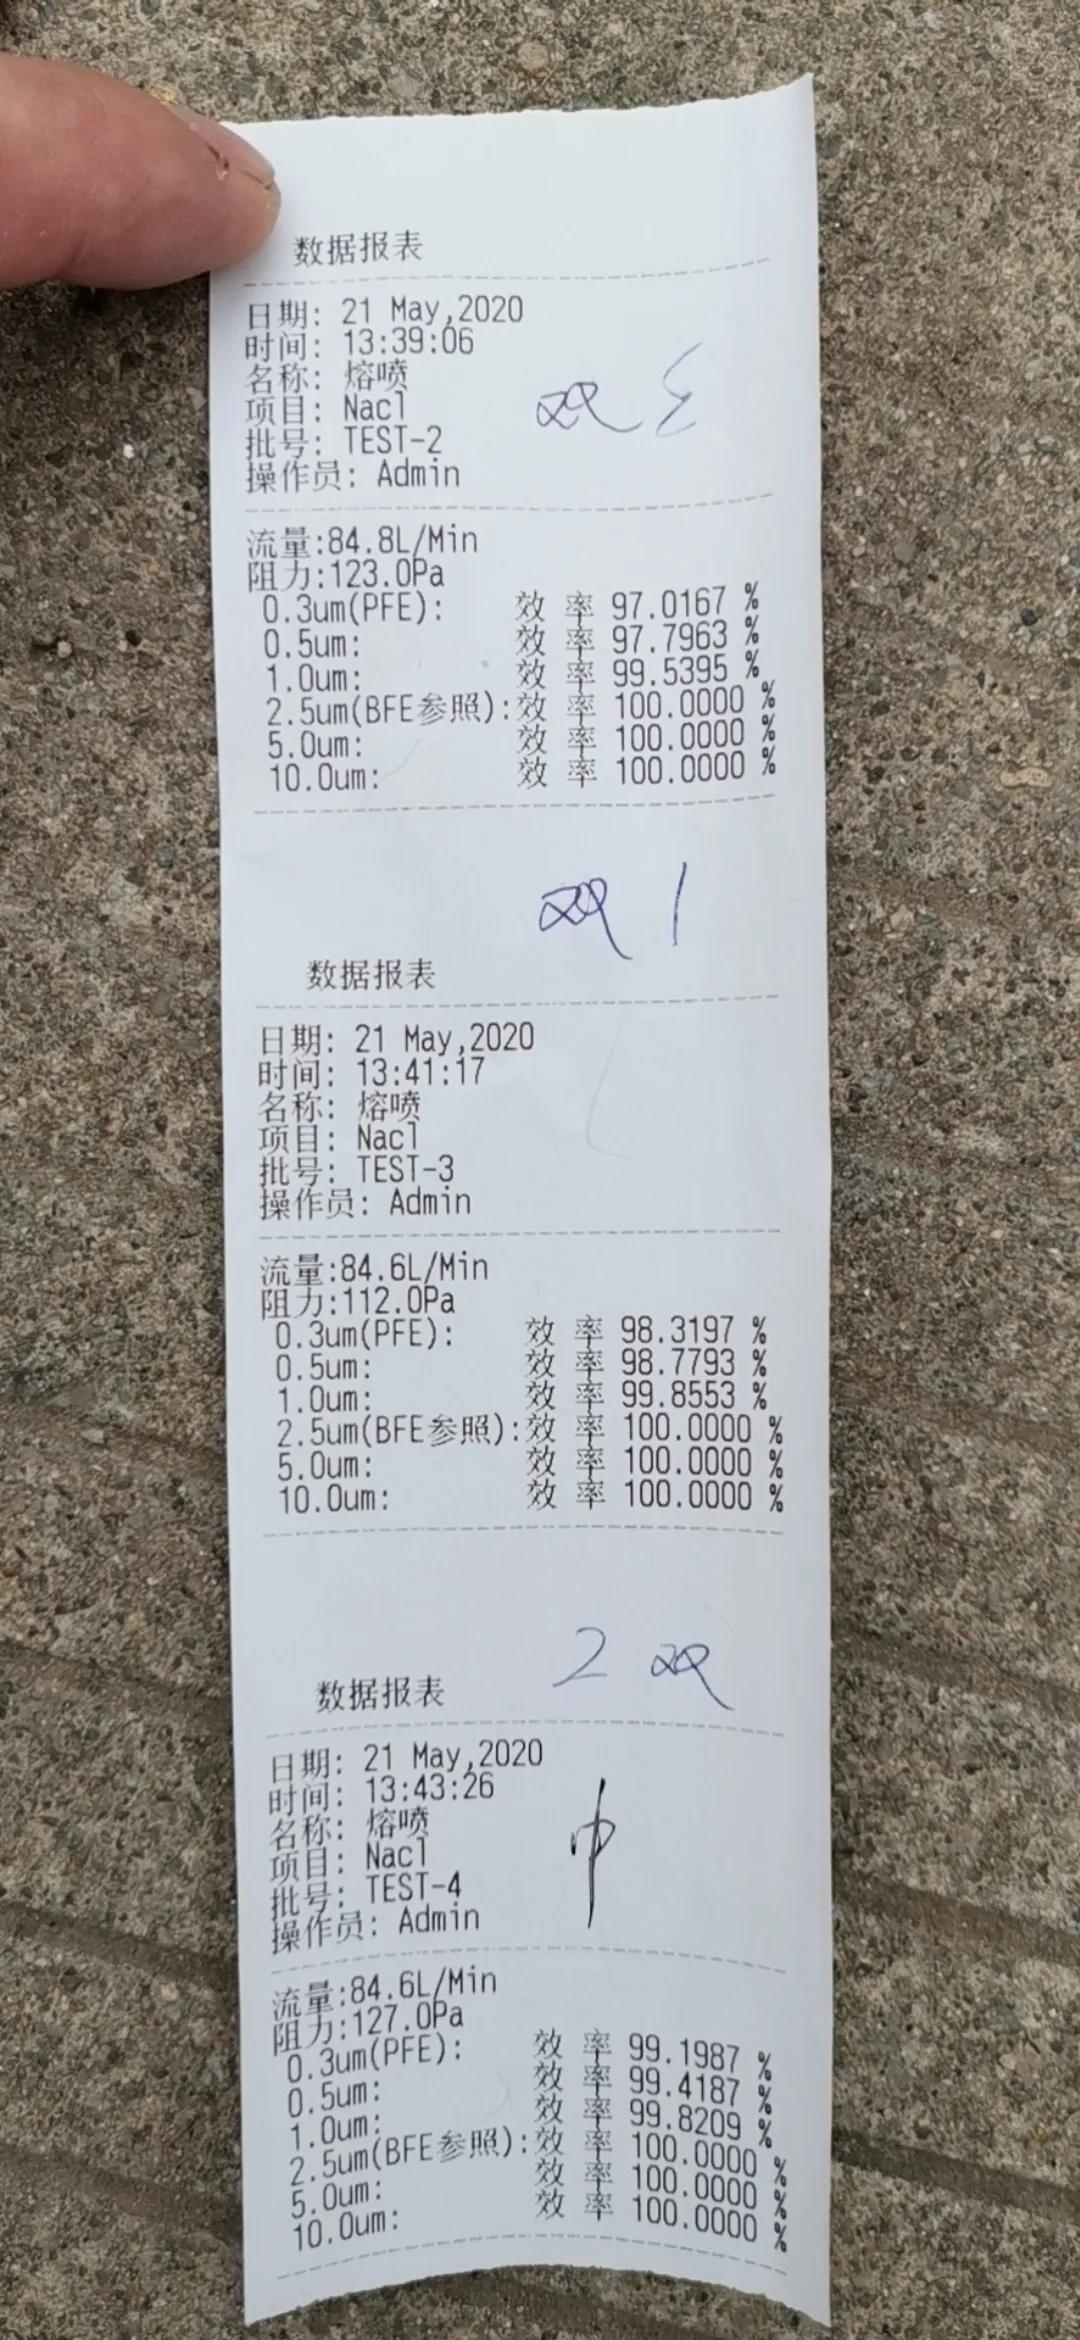 数据报表
日期: 21 May,2020
时间: 13:39:06
名称: 熔喷
项目: Nacl
批号: TEST-2
操作员: Admin
双
流量:84.8L/Min
阻力:123.0Pa
0.3um(PFE): 效 率 97.0167 %
0.5um: 效 率 97.7963 %
1.0um: 效 率 99.5395 %
2.5um(BFE参照):效 率 100.0000 %
5.0um: 效 率 100.0000 %
10.0um: 效 率 100.0000 %
双 1
数据报表
日期: 21 May,2020
时间: 13:41:17
名称: 熔喷
项目: Nacl
批号: TEST-3
操作员: Admin
流量:84.6L/Min
阻力:112.0Pa
0.3um(PFE): 效 率 98.3197 %
0.5um: 效 率 98.7793 %
1.0um: 效 率 99.8553 %
2.5um(BFE参照):效 率 100.0000 %
5.0um: 效 率 100.0000 %
10.0um: 效 率 100.0000 %
2 双
数据报表
日期: 21 May,2020
时间: 13:43:26
名称: 熔喷
项目: Nacl
批号: TEST-4
操作员: Admin
中
流量:84.6L/Min
阻力:127.0Pa
0.3um(PFE): 效 率 99.1987 %
0.5um: 效 率 99.4187 %
1.0um: 效 率 99.8209 %
2.5um(BFE参照):效 率 100.0000 %
5.0um: 效 率 100.0000 %
10.0um: 效 率 100.0000 %